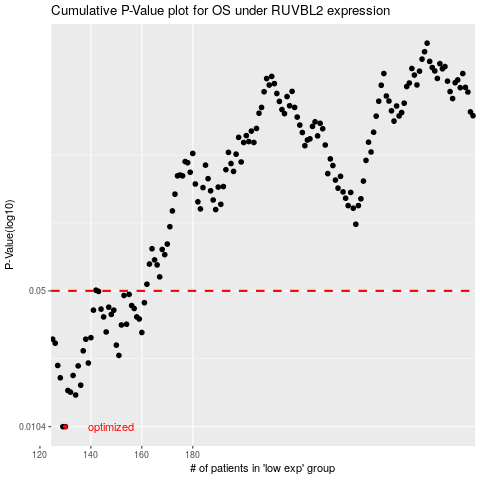 Cumulative P-Value plot for OS under RUVBL2 expression
P-Value(log10)
0.05
0.0104
optimized
120 140 160 180
# of patients in 'low exp' group